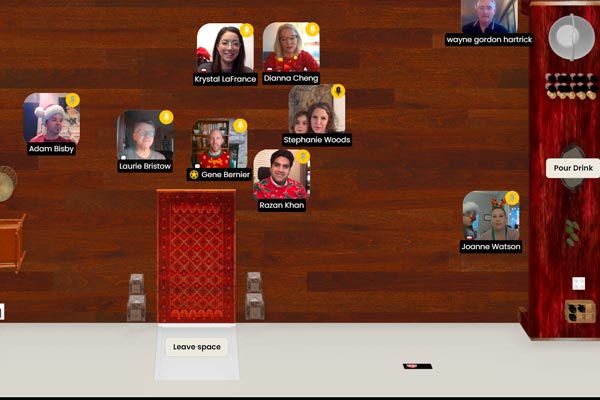 wayne gordon hartrick
Krystal LaFrance
Dianna Cheng
Stephanie Woods
Adam Bisby
Laurie Bristow
Gene Bernier
Pour Drink
Razan Khan
Joanne Watson
Leave space